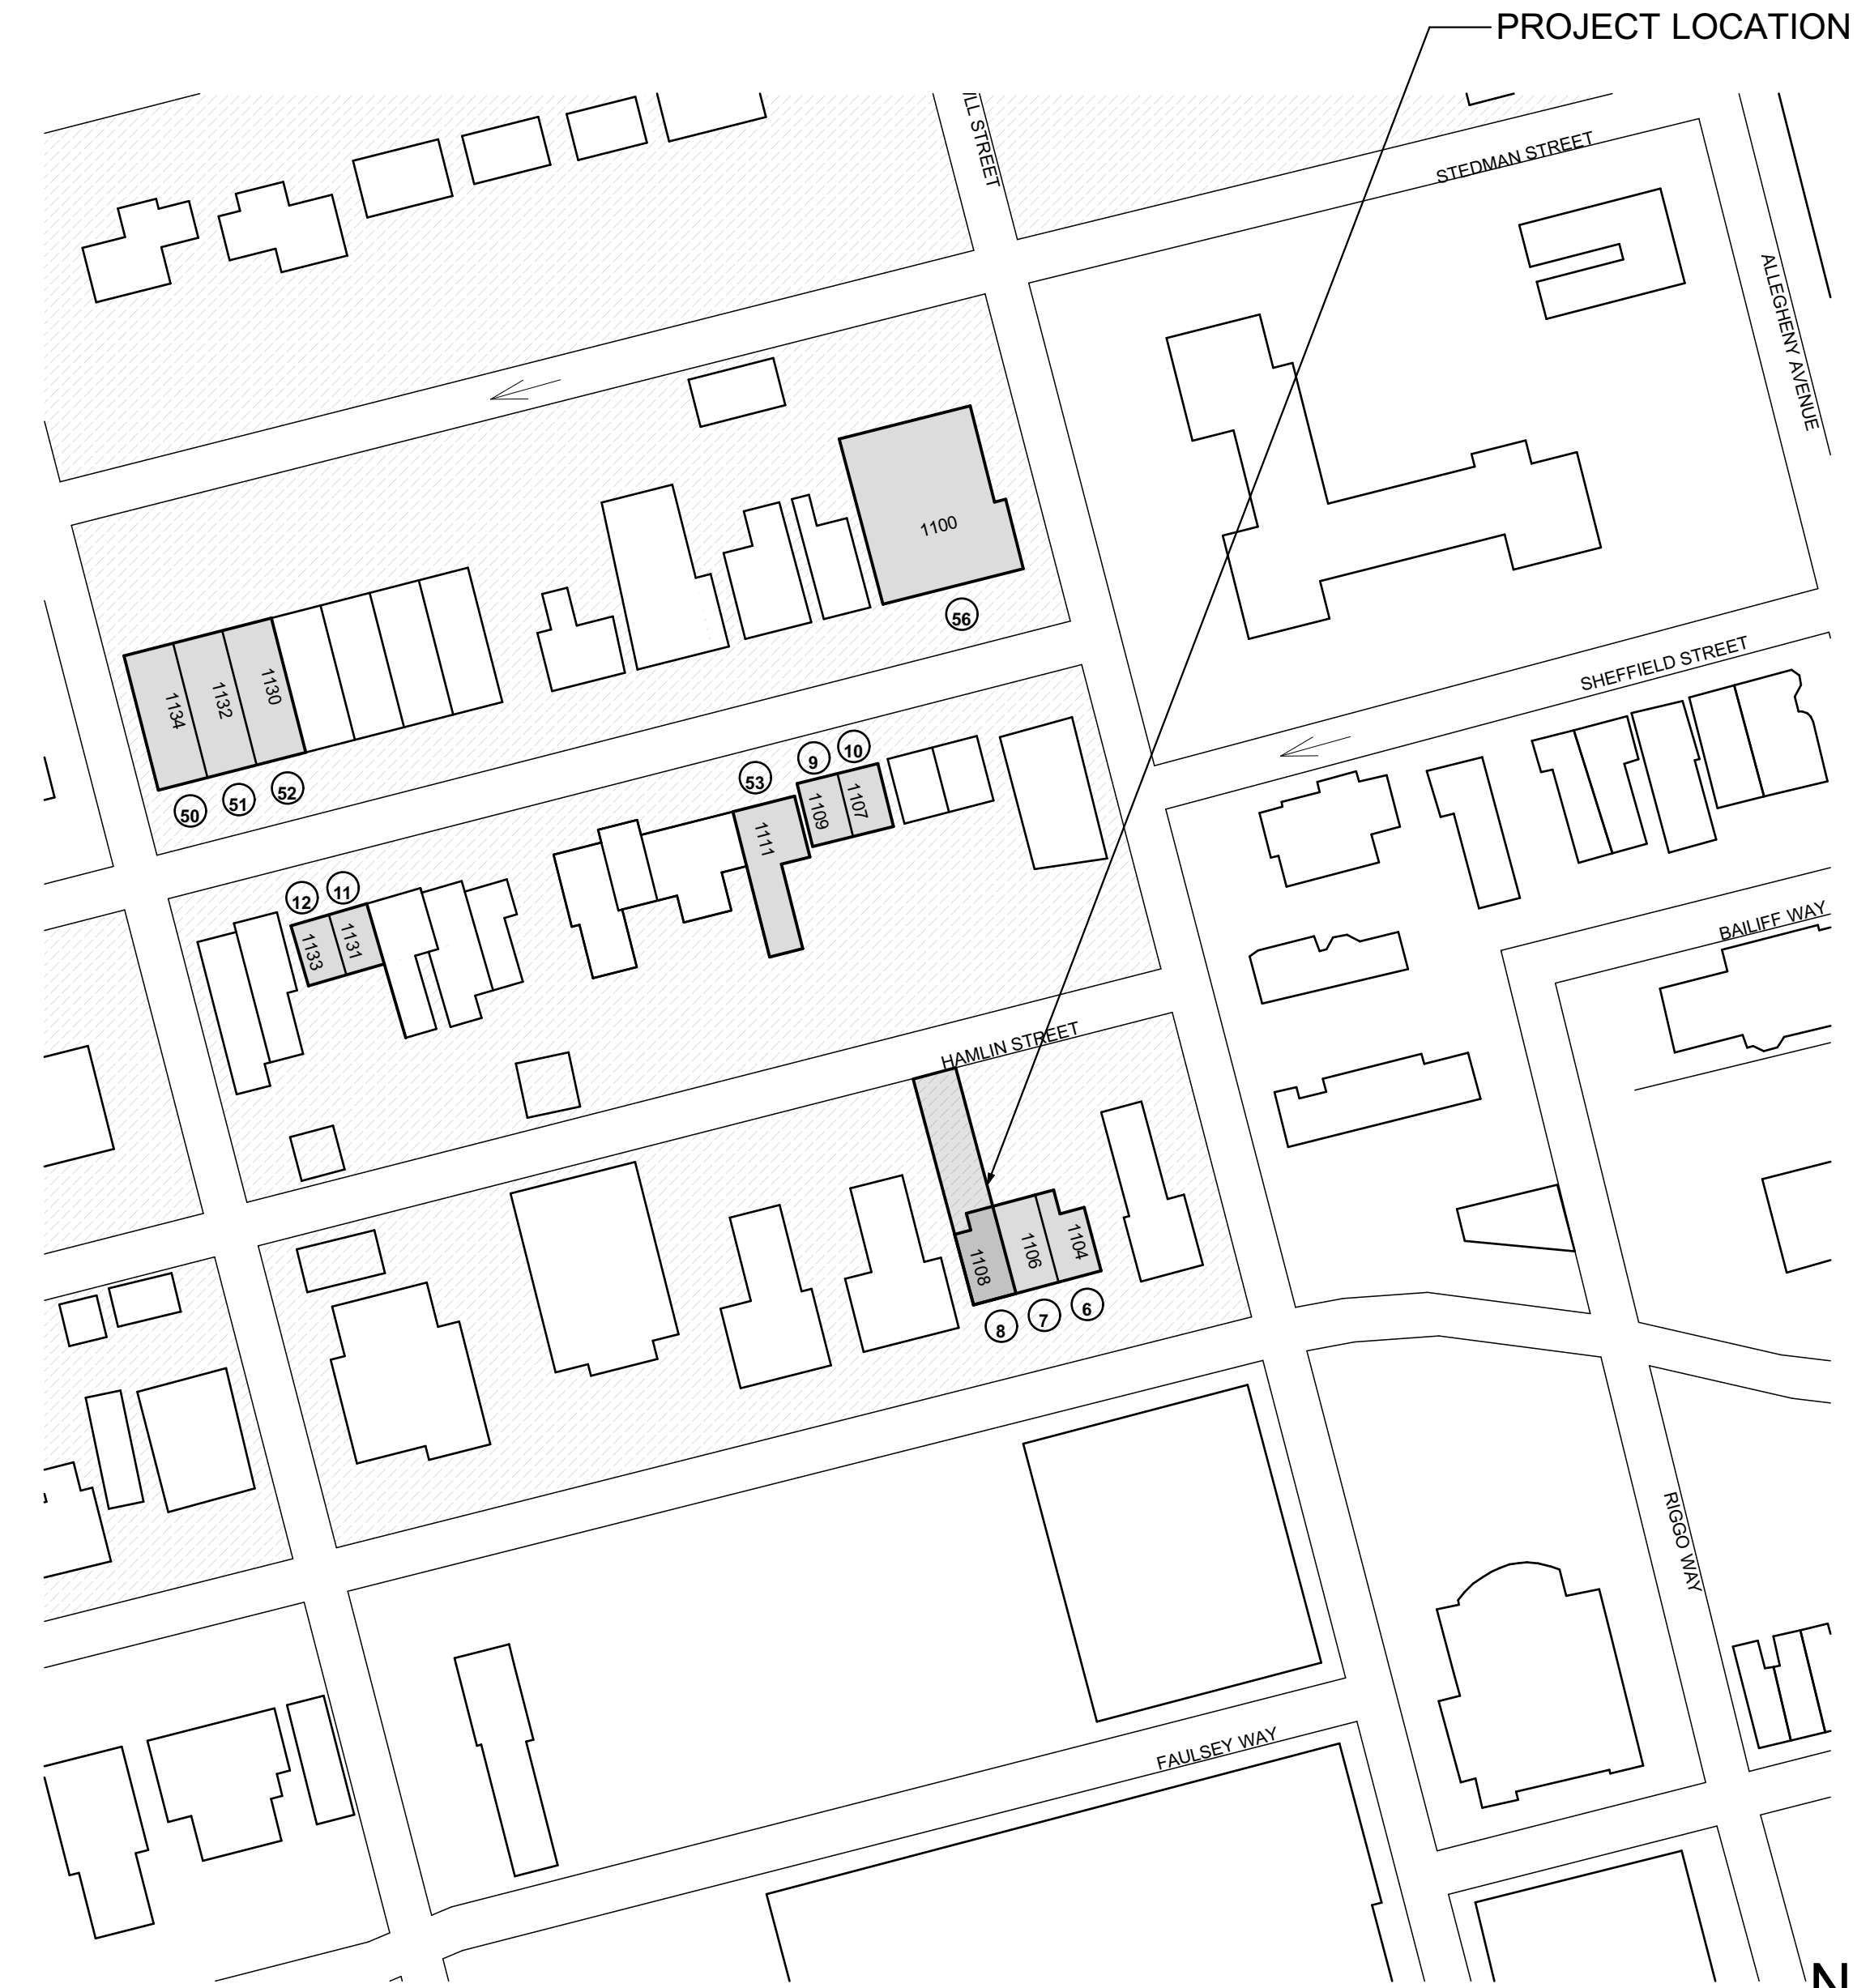 PROJECT LOCATION
ILL STREET
STEDMAN STREET
ALLEGHENY AVENUE
1100
56
SHEFFIELD STREET
1134
1132
1130
50
51
52
53
9
10
1111
1109
1107
12
11
1133
1131
BAILIFF WAY
HAMLIN STREET
1108
1106
1104
8
7
6
RIGGO WAY
FAULSEY WAY
N